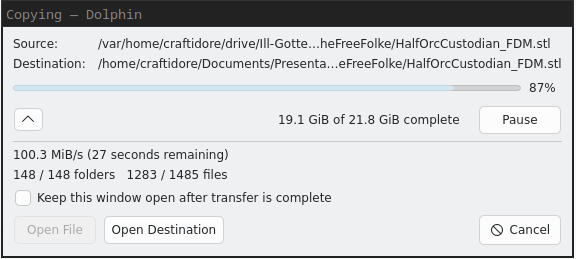 Copying — Dolphin
Source: /var/home/craftidore/drive/Ill-Gotte...heFreeFolke/HalfOrcCustodian_FDM.stl
Destination: /home/craftidore/Documents/Presenta...eFreeFolke/HalfOrcCustodian_FDM.stl
87%
19.1 GiB of 21.8 GiB complete Pause
100.3 MiB/s (27 seconds remaining)
148 / 148 folders 1283 / 1485 files
Keep this window open after transfer is complete
Open File Open Destination Cancel